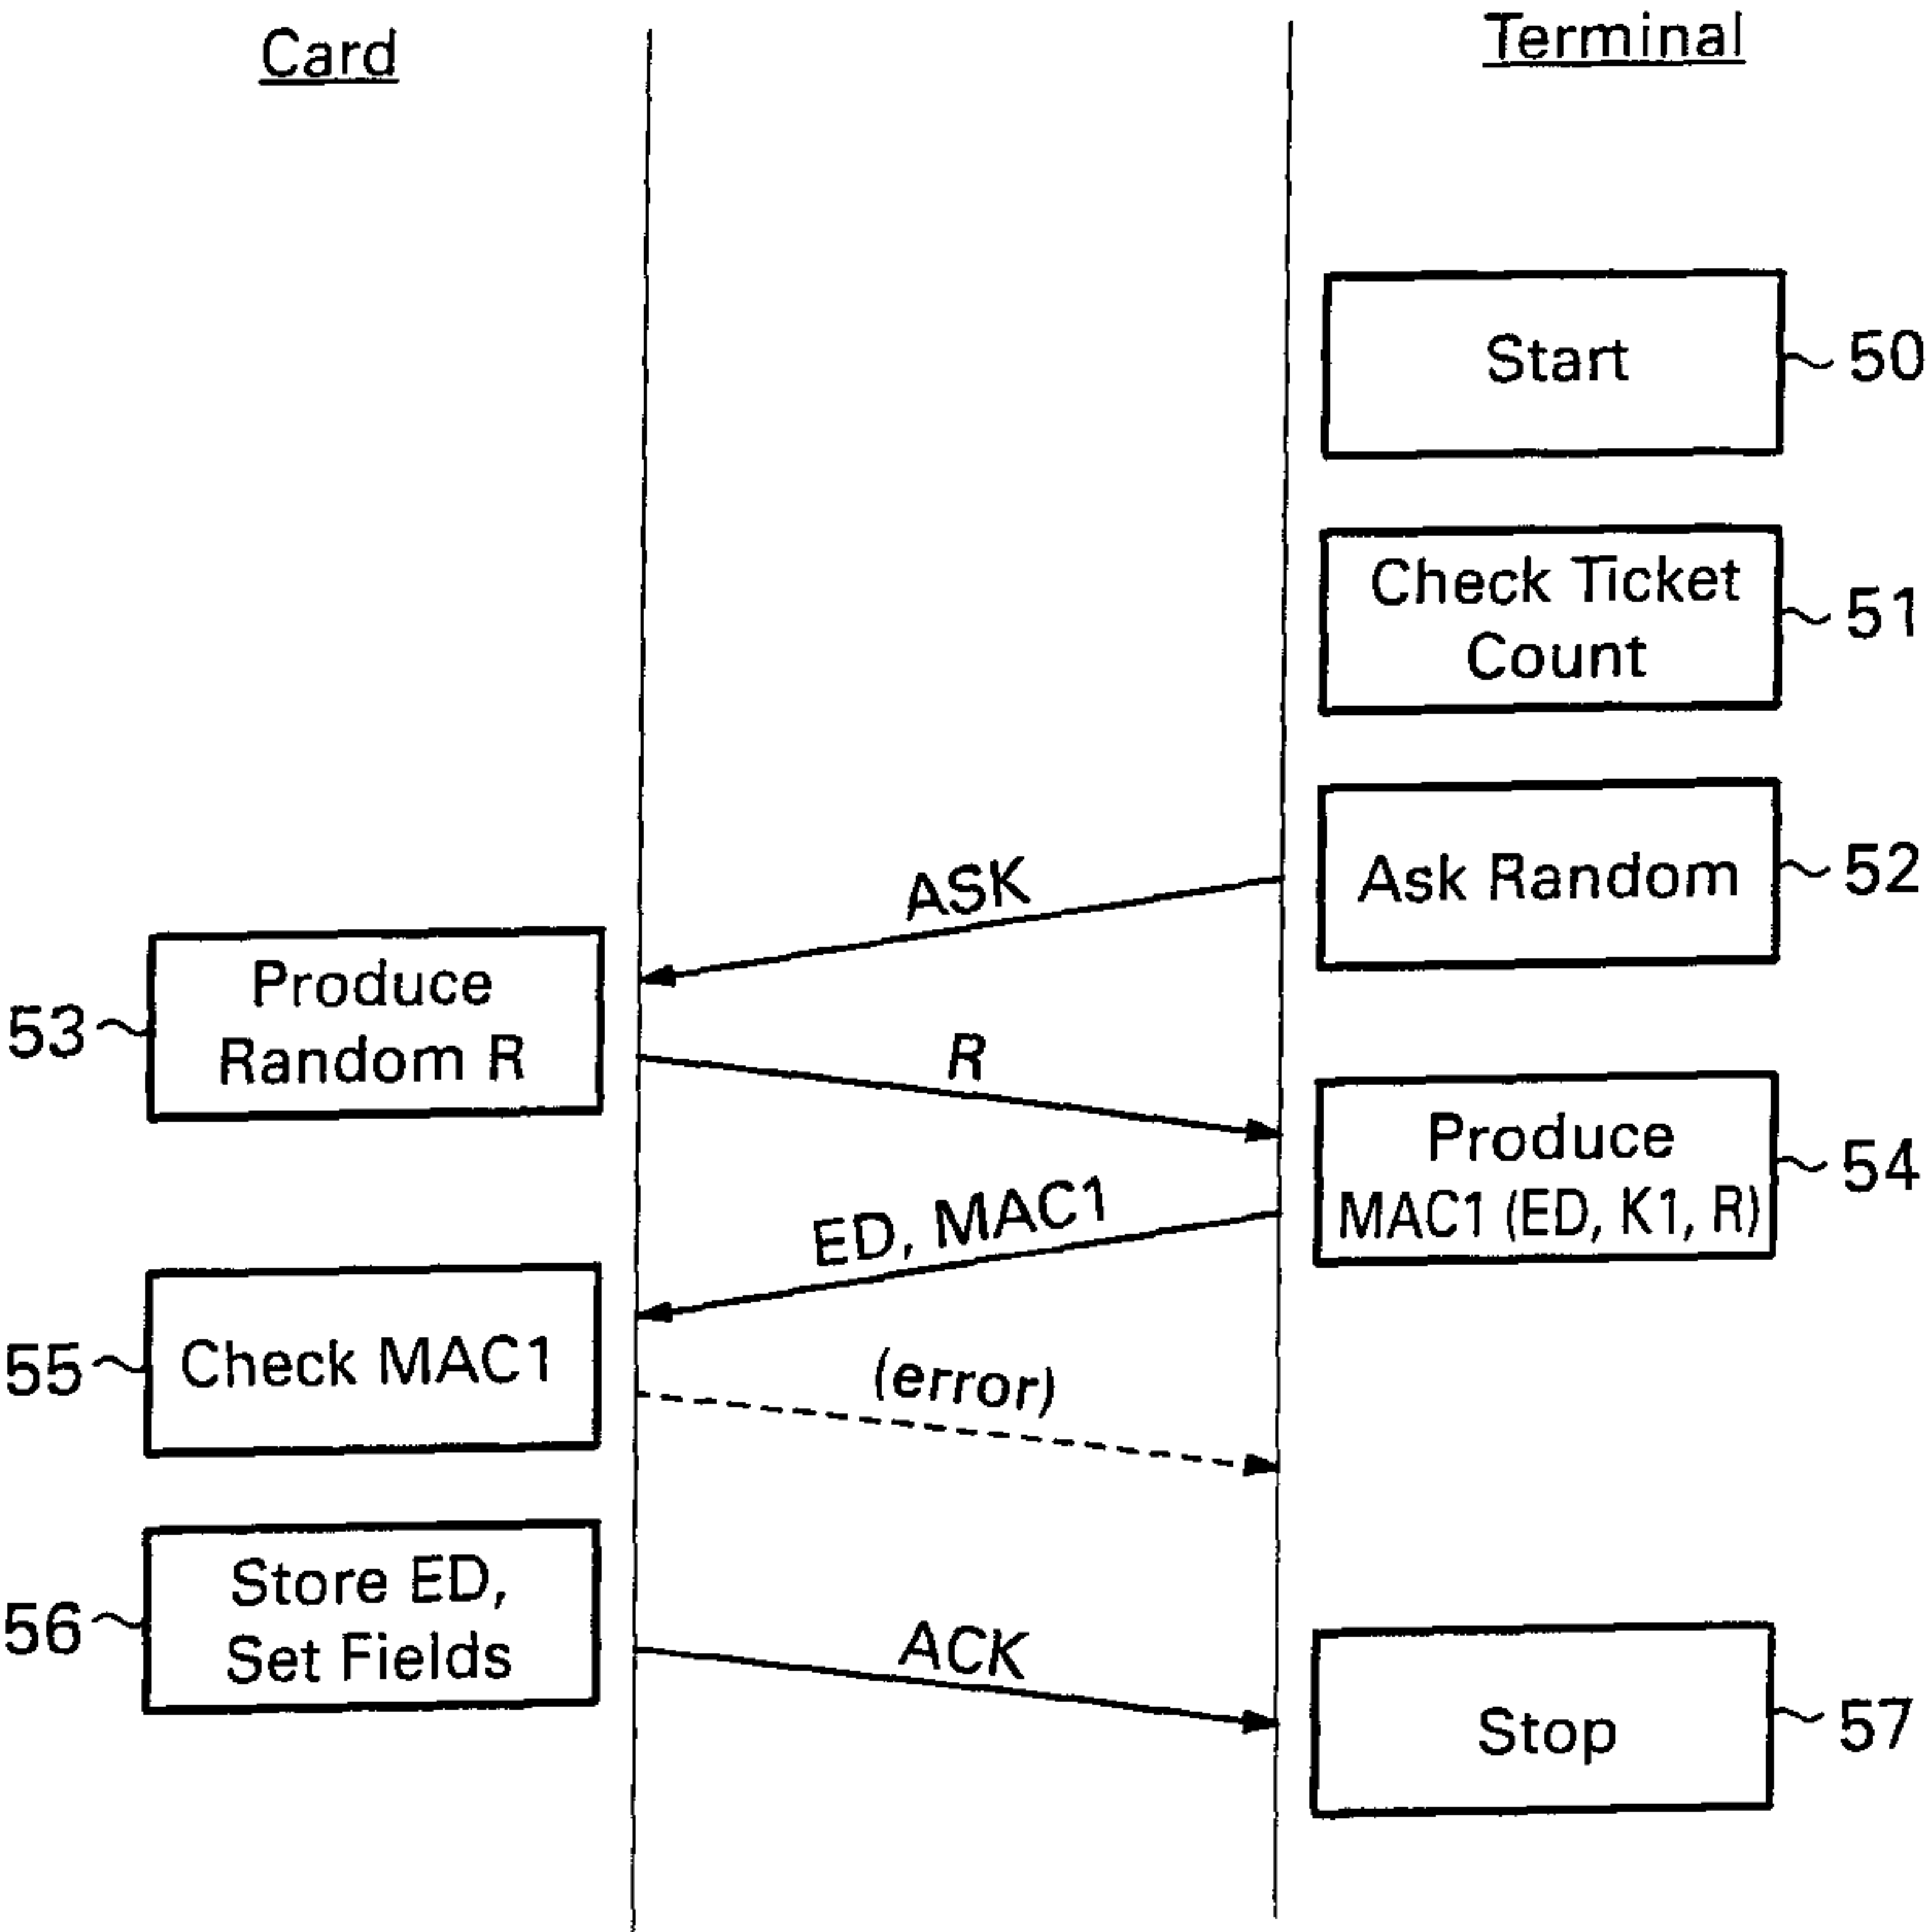 Card
Terminal
Start
50
Check Ticket
Count
51
Ask Random
52
ASK
Produce
Random R
53
R
Produce
MAC1 (ED, K1, R)
54
ED, MAC1
Check MAC1
55
(error)
Store ED,
Set Fields
56
ACK
Stop
57